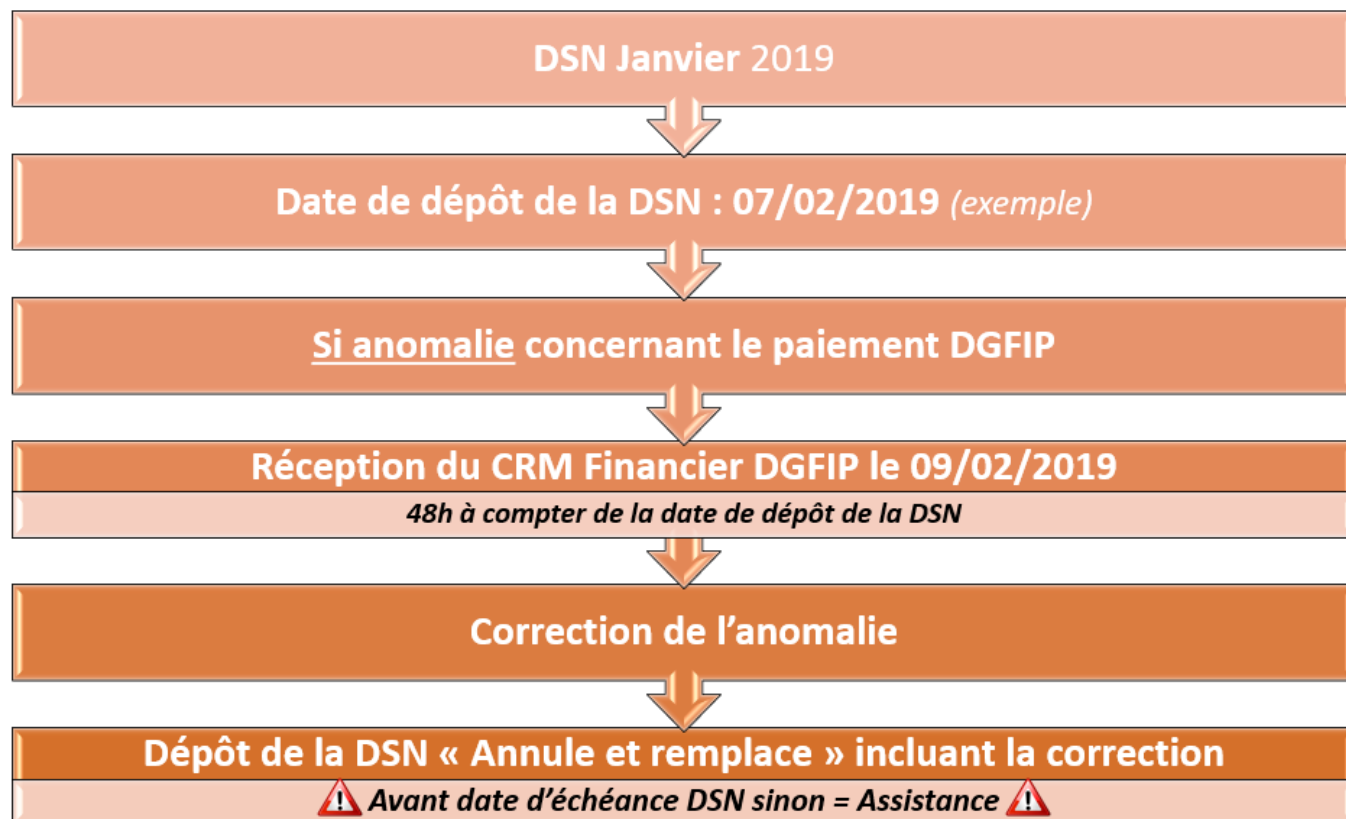 DSN Janvier 2019
Date de dépôt de la DSN : 07/02/2019 (exemple)
Si anomalie concernant le paiement DGFIP
Réception du CRM Financier DGFIP le 09/02/2019
48h à compter de la date de dépôt de la DSN
Correction de l’anomalie
Dépôt de la DSN « Annule et remplace » incluant la correction
Avant date d’échéance DSN sinon = Assistance